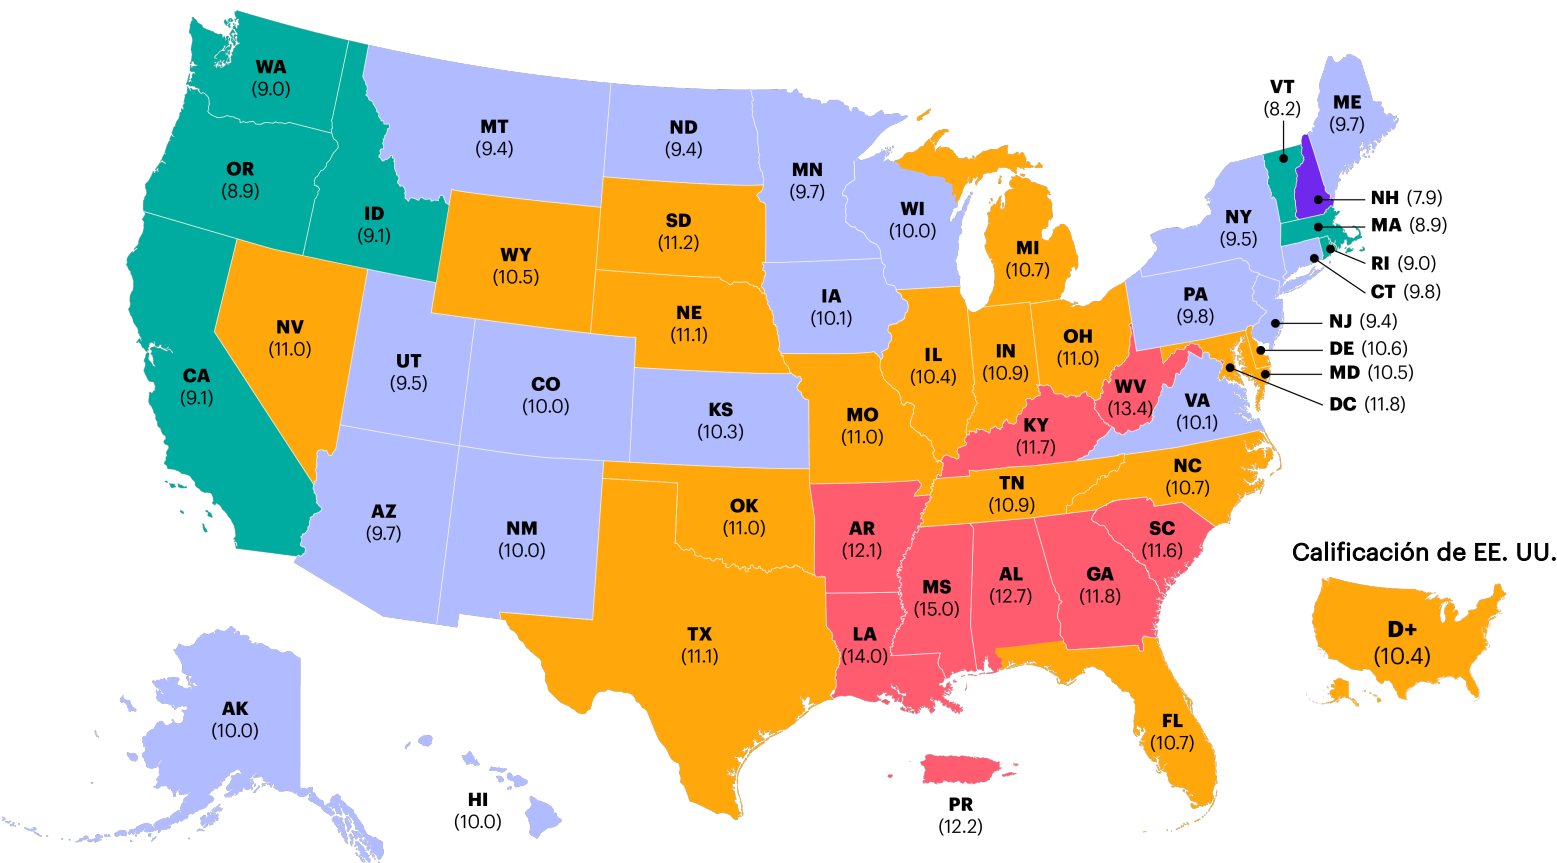 WA
(9.0)
OR
(8.9)
ID
(9.1)
MT
(9.4)
ND
(9.4)
MN
(9.7)
WI
(10.0)
SD
(11.2)
WY
(10.5)
MI
(10.7)
NE
(11.1)
IA
(10.1)
NV
(11.0)
UT
(9.5)
CO
(10.0)
CA
(9.1)
KS
(10.3)
MO
(11.0)
IL
(10.4)
IN
(10.9)
OH
(11.0)
KY
(11.7)
WV
(13.4)
VA
(10.1)
PA
(9.8)
NY
(9.5)
VT
(8.2)
ME
(9.7)
NH (7.9)
MA (8.9)
RI (9.0)
CT (9.8)
NJ (9.4)
DE (10.6)
MD (10.5)
DC (11.8)
AZ
(9.7)
NM
(10.0)
OK
(11.0)
AR
(12.1)
TN
(10.9)
NC
(10.7)
SC
(11.6)
MS
(15.0)
AL
(12.7)
GA
(11.8)
TX
(11.1)
LA
(14.0)
FL
(10.7)
AK
(10.0)
HI
(10.0)
PR
(12.2)
Calificación de EE. UU.
D+
(10.4)